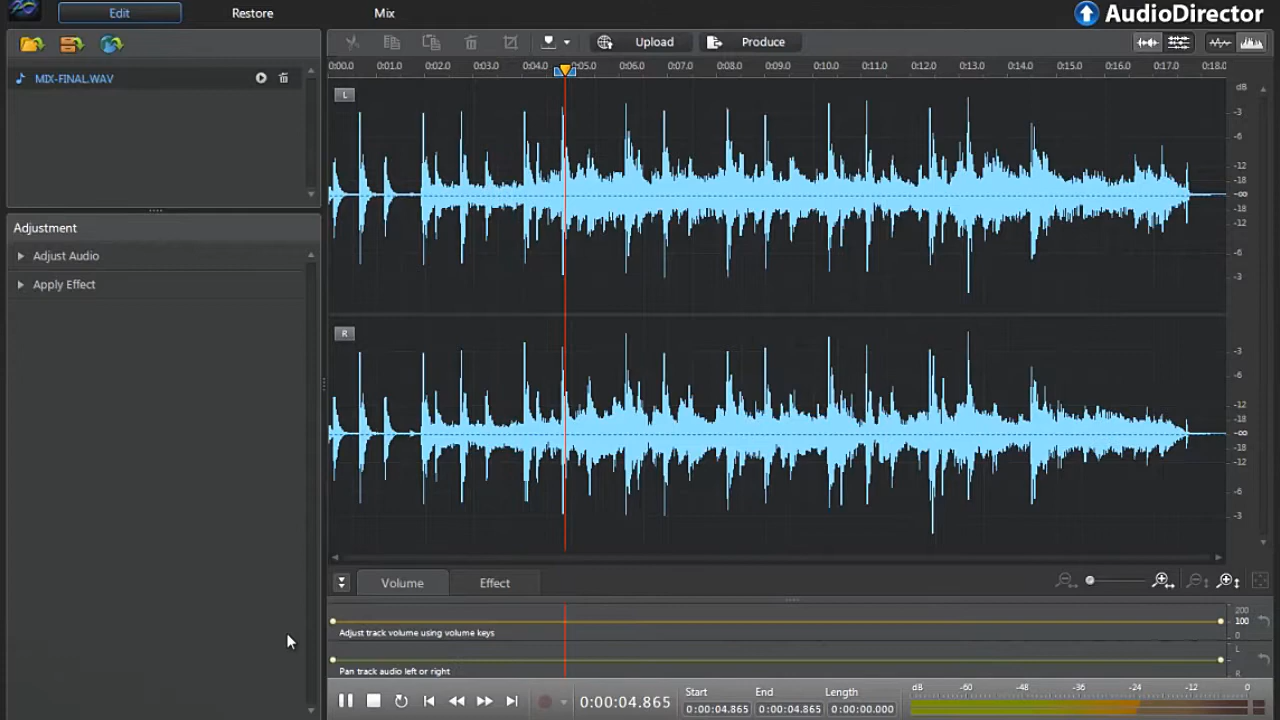 Edit
Restore
Mix
AudioDirector
Upload
Produce
MIX-FINAL.WAV
0:00.0 0:01.0 0:02.0 0:03.0 0:04.0 0:05.0 0:06.0 0:07.0 0:08.0 0:09.0 0:10.0 0:11.0 0:12.0 0:13.0 0:14.0 0:15.0 0:16.0 0:17.0 0:18.0
dB
L
-3
-6
-12
-18
-∞
-18
-12
-6
-3
Adjustment
Adjust Audio
Apply Effect
R
-3
-6
-12
-18
-∞
-18
-12
-6
-3
Volume
Effect
Adjust track volume using volume keys
200
100
0
Pan track audio left or right
L
R
0:00:04.865
Start End Length
0:00:04.865 0:00:04.865 0:00:00.000
dB -60 -48 -36 -24 -12 0